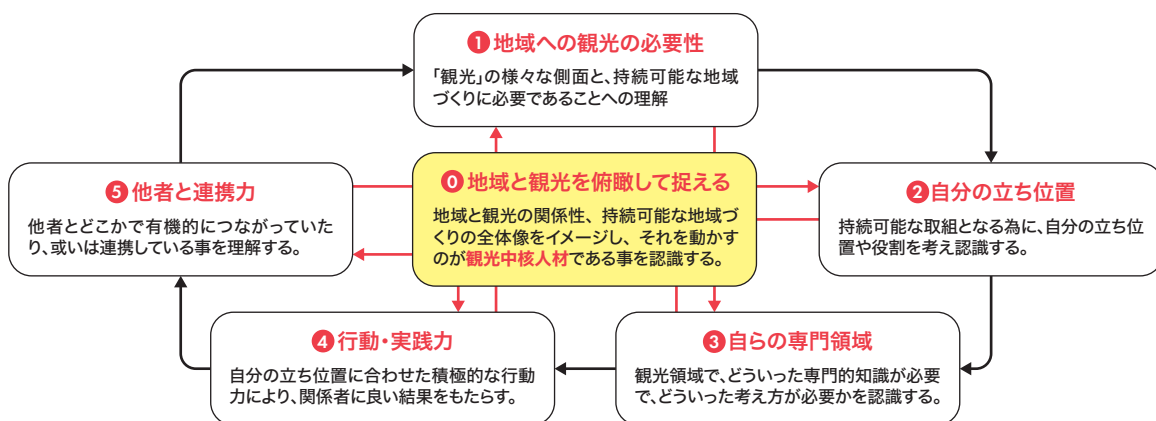 ❶地域への観光の必要性
「観光」の様々な側面と、持続可能な地域
づくりに必要であることへの理解
❺他者と連携力
他者とどこかで有機的につながっていた
り、或いは連携している事を理解する。
⓿地域と観光を俯瞰して捉える
地域と観光の関係性、持続可能な地域づ
くりの全体像をイメージし、それを動かす
のが観光中核人材である事を認識する。
❷自分の立ち位置
持続可能な取組となる為に、自分の立ち位
置や役割を考え認識する。
❹行動・実践力
自分の立ち位置に合わせた積極的な行動
力により、関係者に良い結果をもたらす。
❸自らの専門領域
観光領域で、どういった専門的知識が必要
で、どういった考え方が必要かを認識する。